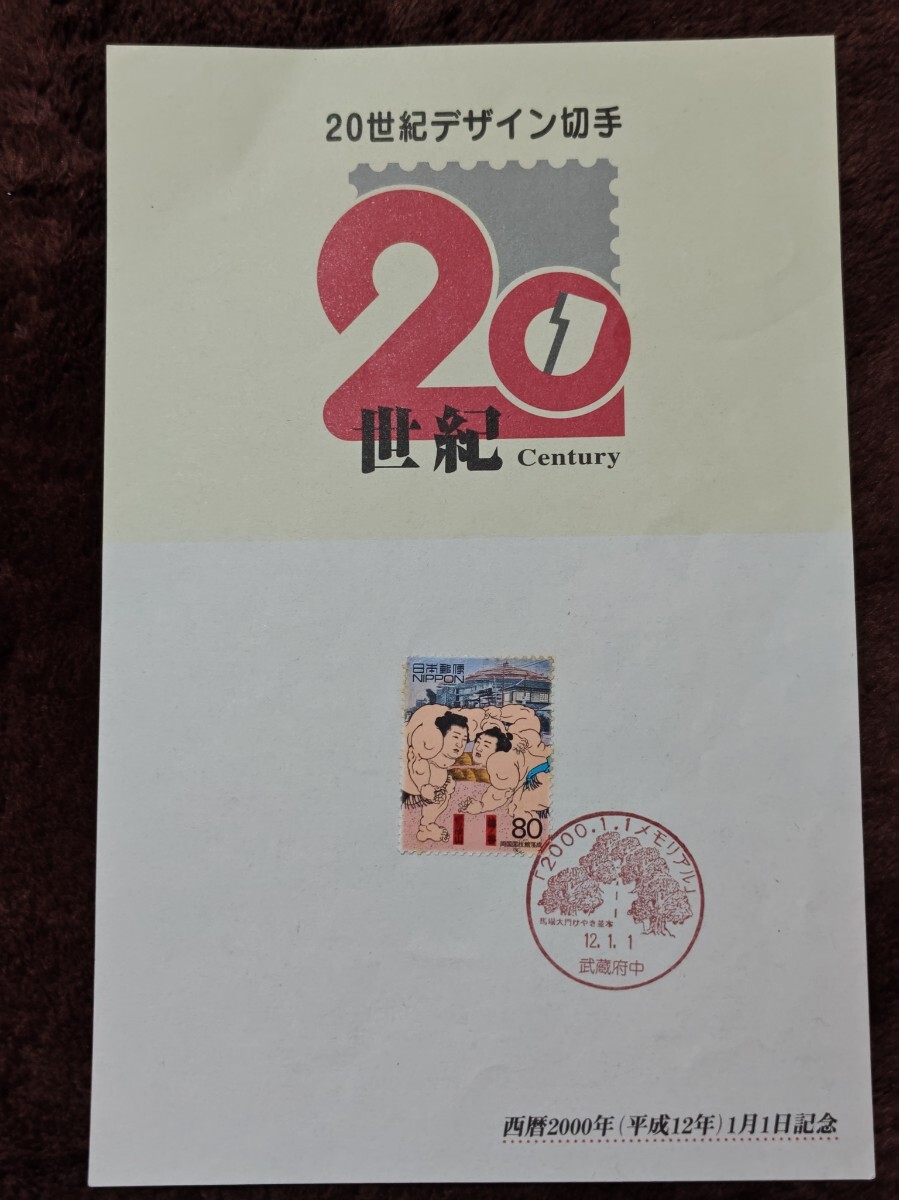 20世紀デザイン切手
20
世紀 Century
日本郵便
NIPPON
80
両国国技館落成
「2000.1.1メモリアル」
馬場大門けやき並木
12.1.1
武蔵府中
西暦2000年(平成12年)1月1日記念